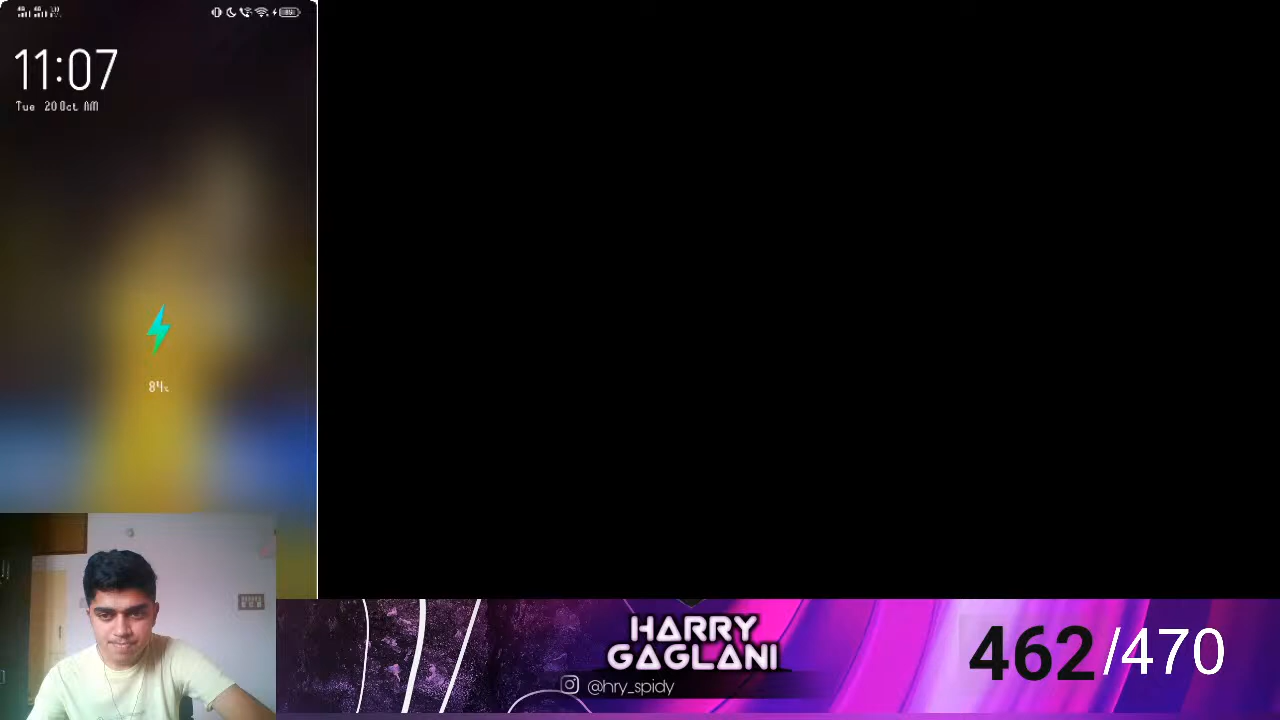 11:07
Tue 20 Oct AM
84%
HARRY
GAGLANI
@hry_spidy
462/470